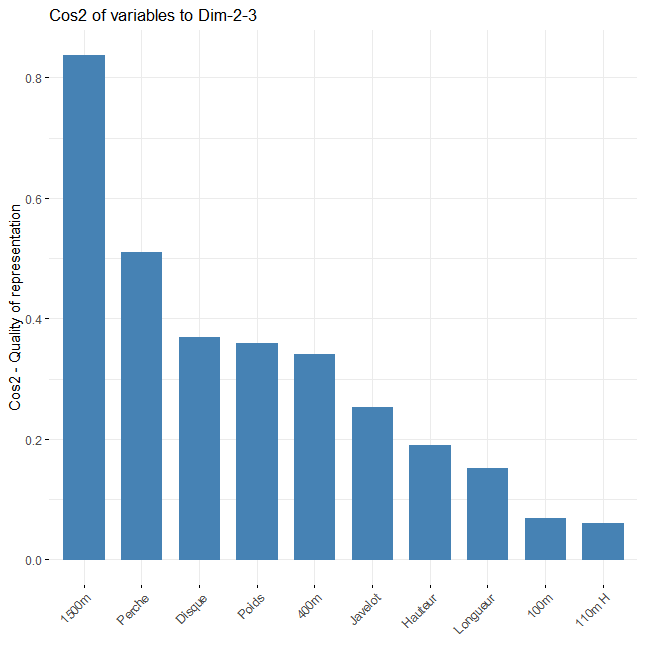 Cos2 of variables to Dim-2-3
Cos2 - Quality of representation
0.8
0.6
0.4
0.2
0.0
1500m
Perche
Disque
Poids
400m
Javelot
Hauteur
Longueur
100m
110m H